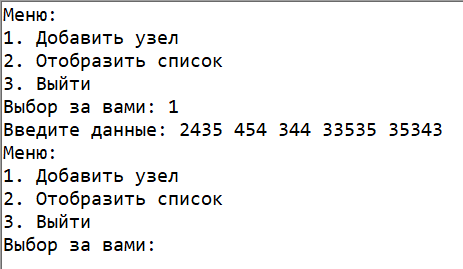 Меню:
1. Добавить узел
2. Отобразить список
3. Выйти
Выбор за вами: 1
Введите данные: 2435 454 344 33535 35343
Меню:
1. Добавить узел
2. Отобразить список
3. Выйти
Выбор за вами: